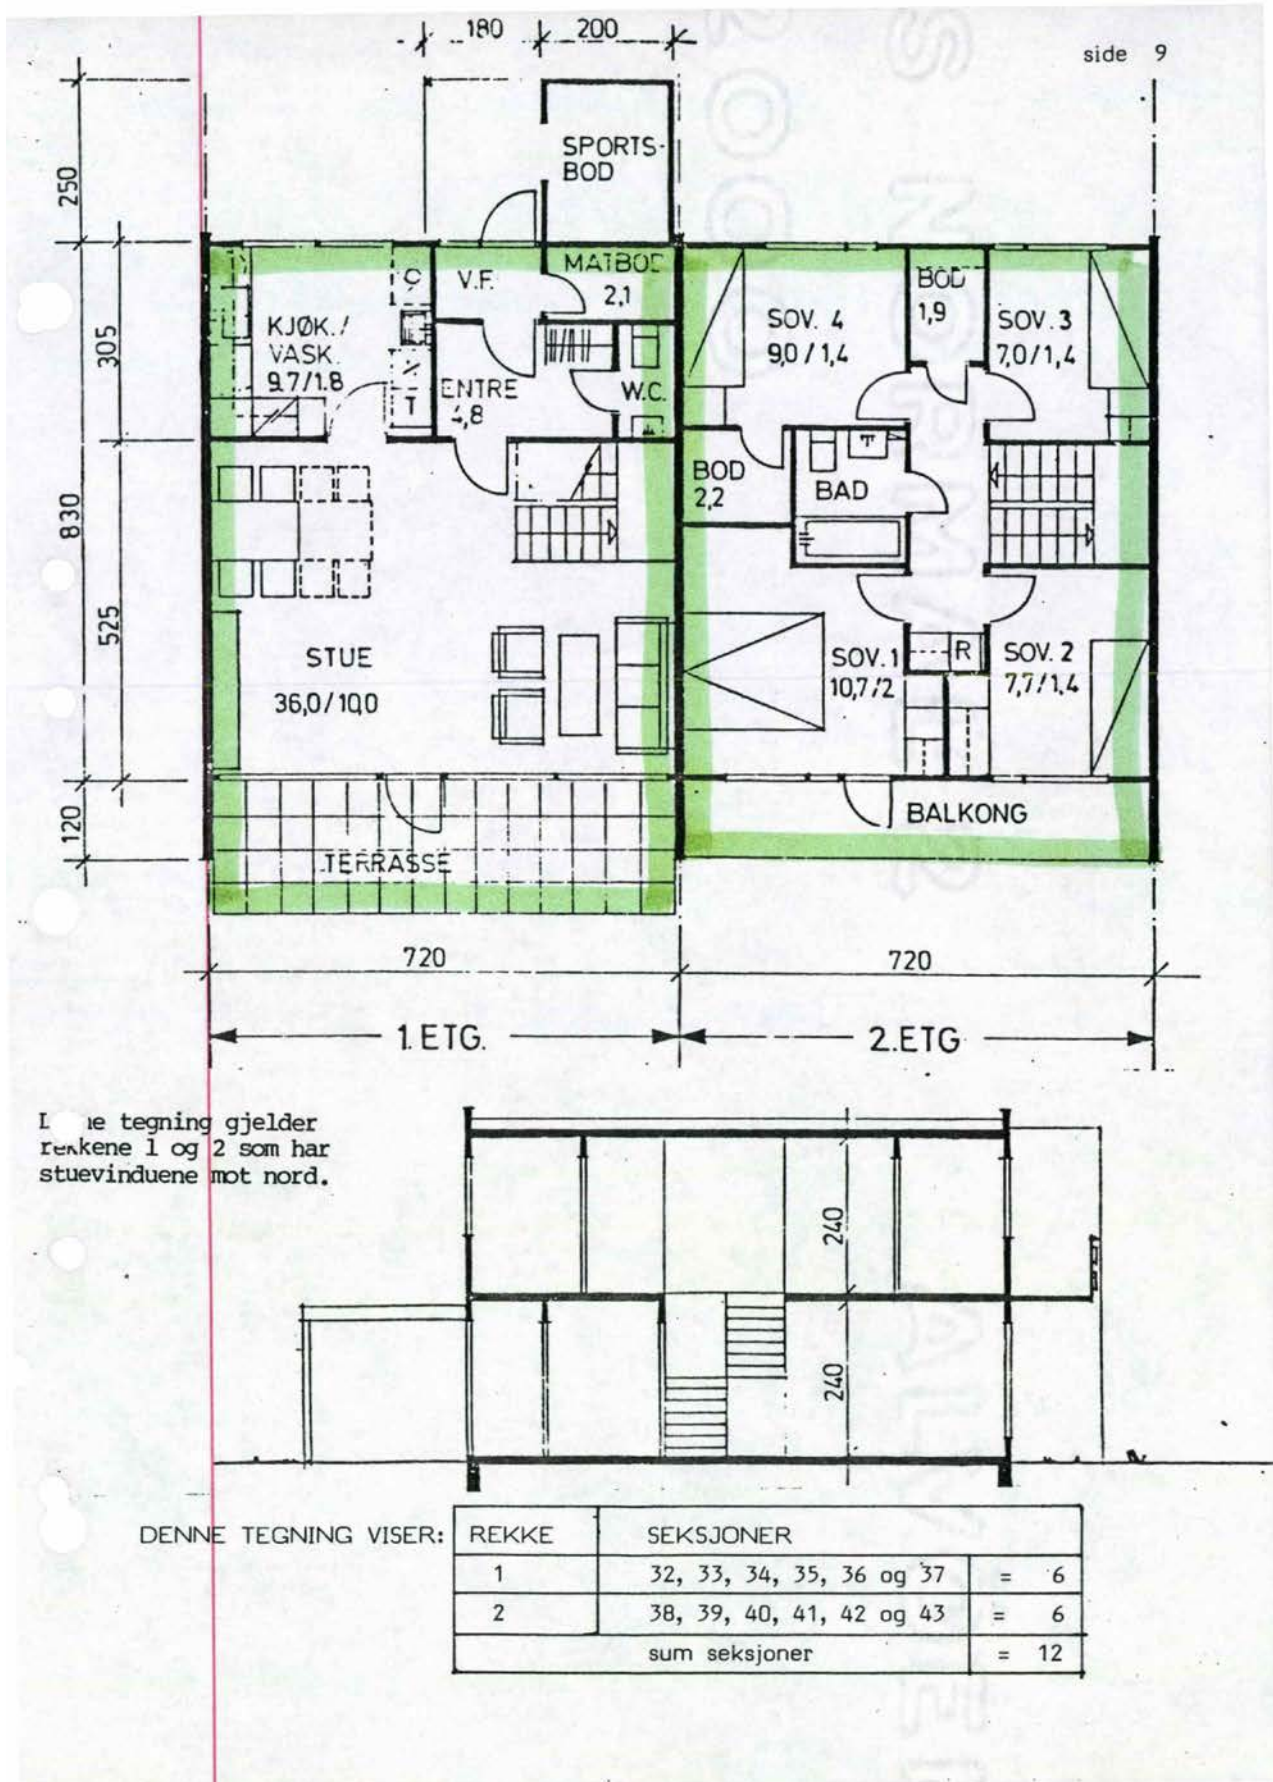 side 9
180
200
250
SPORTS-
BOD
305
830
525
120
KJØK./
VASK.
9.7/1.8
C
T
V.F.
MATBOD
2,1
ENTRE
4,8
W.C.
STUE
36,0/10,0
TERRASSE
SOV. 4
9,0/1,4
BOD
1,9
SOV. 3
7,0/1,4
BOD
2,2
BAD
SOV. 1
10,7/2
R
SOV. 2
7,7/1,4
BALKONG
720
720
1.ETG.
2.ETG
tegning gjelder
rekkene 1 og 2 som har
stuevinduene mot nord.
240
240
DENNE TEGNING VISER:
REKKE SEKSJONER
1 32, 33, 34, 35, 36 og 37 = 6
2 38, 39, 40, 41, 42 og 43 = 6
sum seksjoner = 12